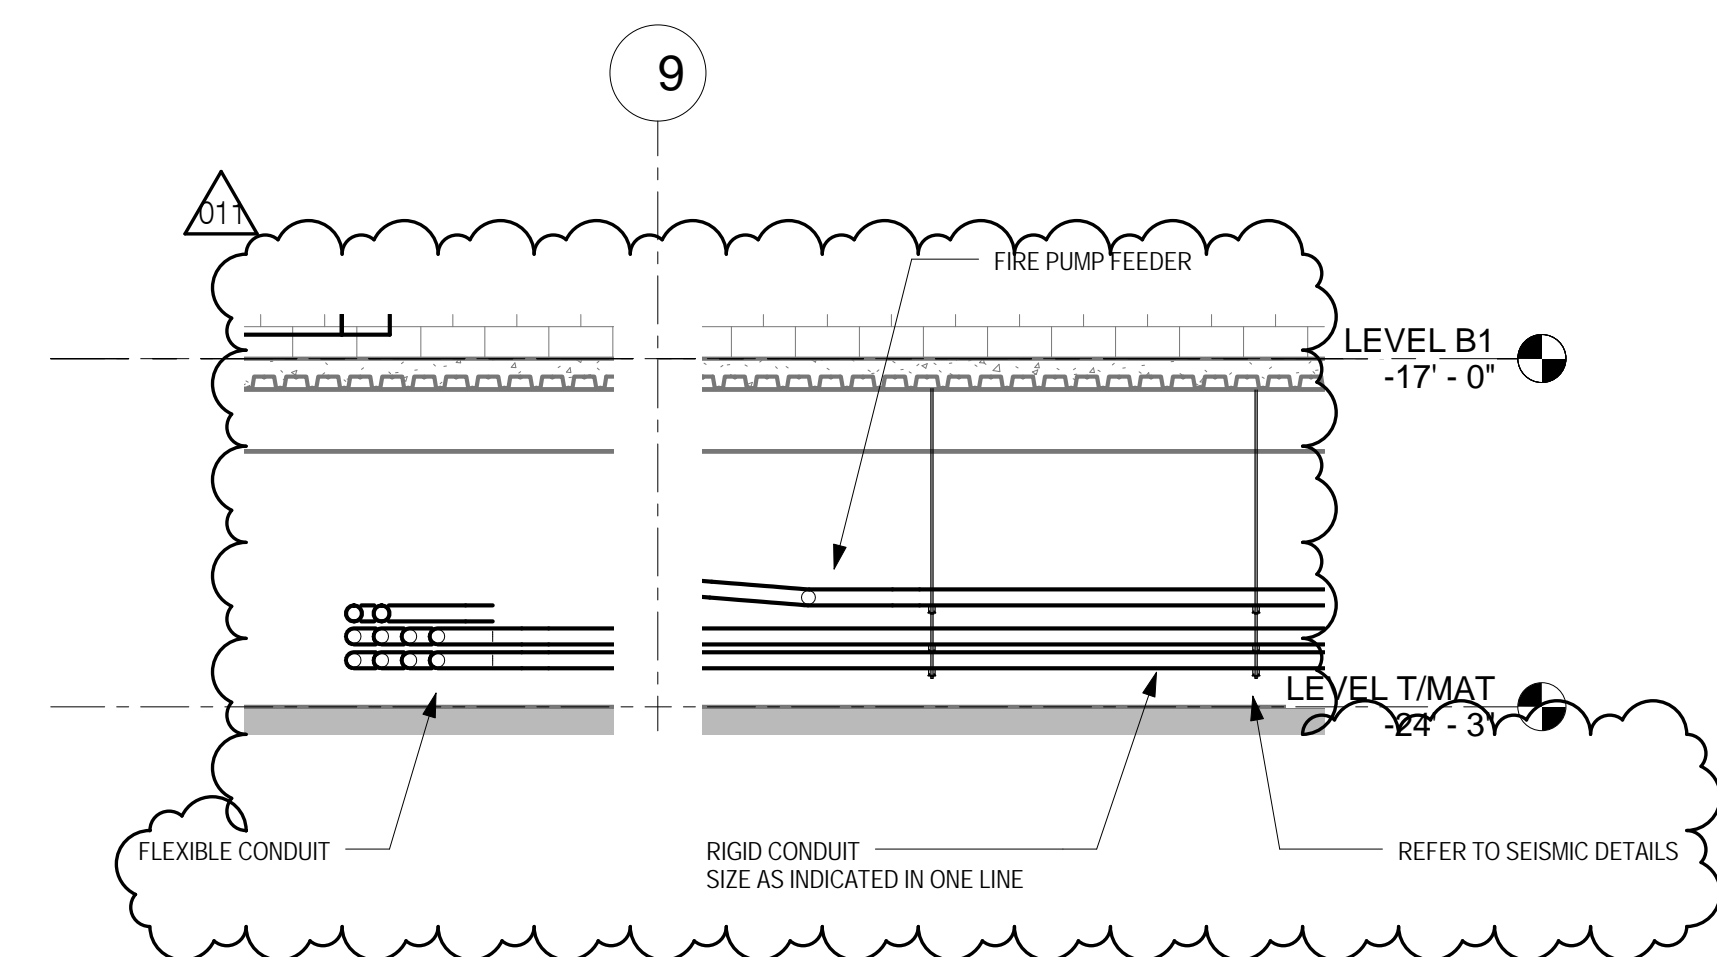 9
011
FIRE PUMP FEEDER
LEVEL B1
-17' - 0"
LEVEL T/MAT
-24' - 3"
FLEXIBLE CONDUIT
RIGID CONDUIT
SIZE AS INDICATED IN ONE LINE
REFER TO SEISMIC DETAILS